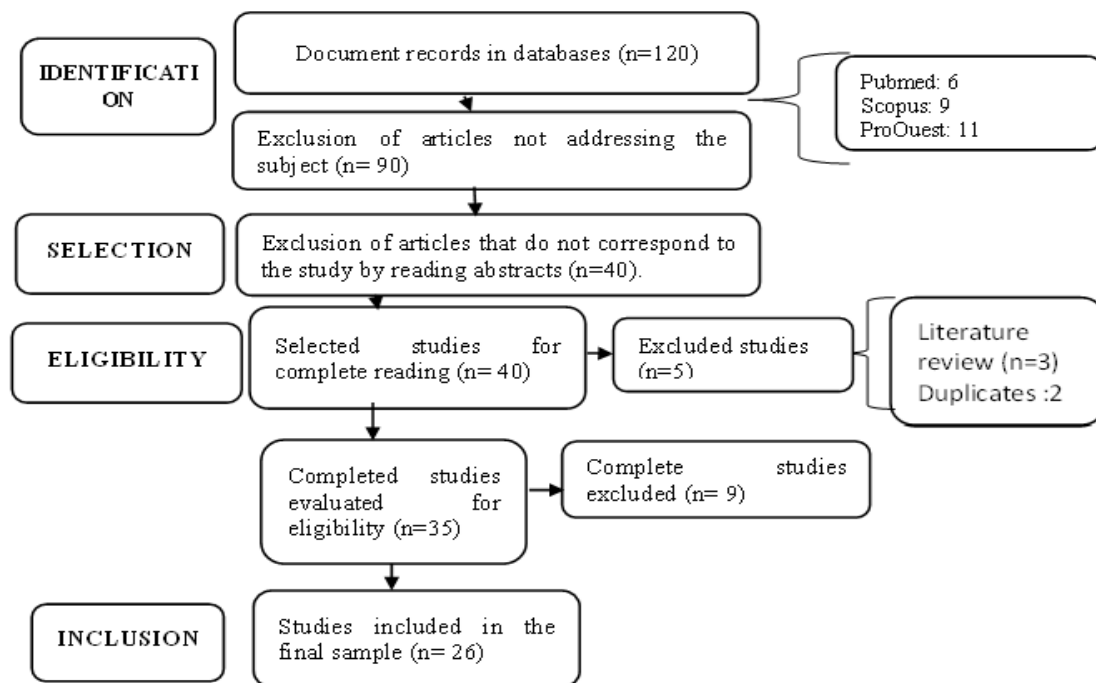 IDENTIFICATI
ON
Document records in databases (n=120)
Pubmed: 6
Scopus: 9
ProQuest: 11
Exclusion of articles not addressing the
subject (n= 90)
SELECTION
Exclusion of articles that do not correspond to
the study by reading abstracts (n=40).
ELIGIBILITY
Selected studies for
complete reading (n= 40)
Excluded studies
(n=5)
Literature
review (n=3)
Duplicates :2
Completed studies
evaluated for
eligibility (n=35)
Complete studies
excluded (n= 9)
INCLUSION
Studies included in the
final sample (n= 26)